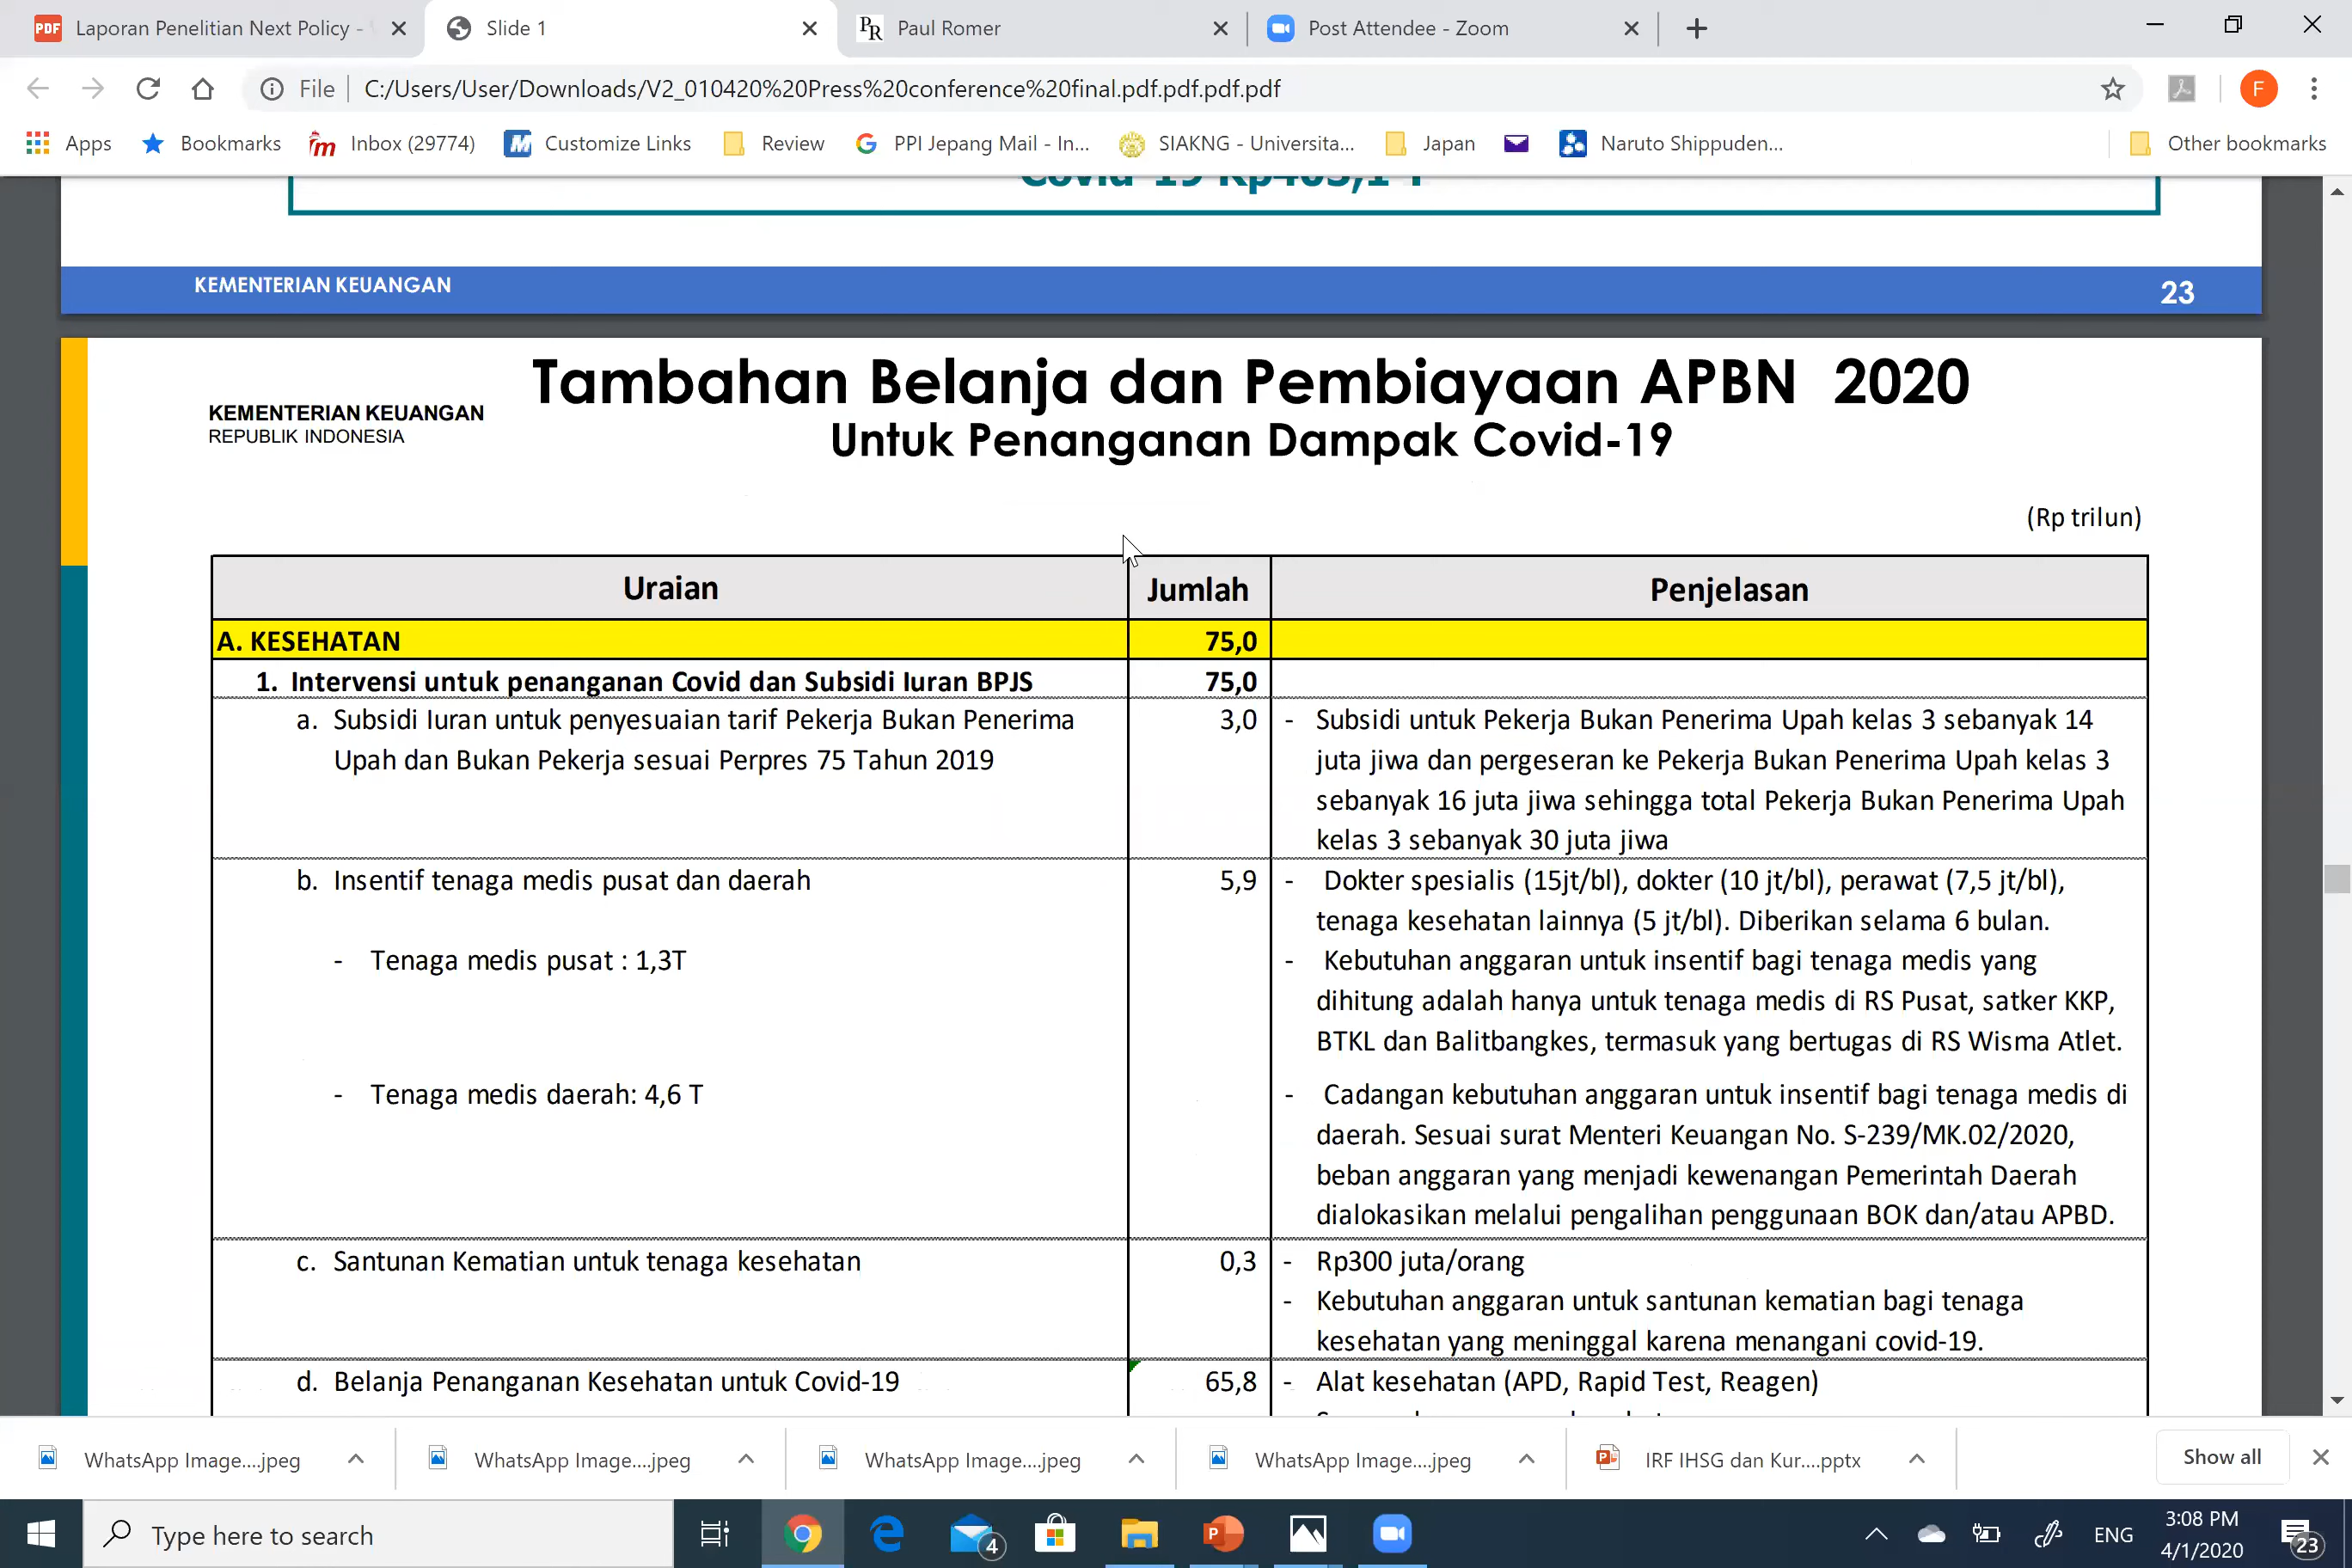 Laporan Penelitian Next Policy -
Slide 1
Paul Romer
Post Attendee - Zoom
File
C:/Users/User/Downloads/V2_010420%20Press%20conference%20final.pdf.pdf.pdf.pdf
F
Apps
Bookmarks
Inbox (29774)
Customize Links
Review
PPI Jepang Mail - In...
SIAKNG - Universita...
Japan
Naruto Shippuden...
Other bookmarks
Covid-19 Rp405,1 T
KEMENTERIAN KEUANGAN
23
KEMENTERIAN KEUANGAN
REPUBLIK INDONESIA
Tambahan Belanja dan Pembiayaan APBN 2020
Untuk Penanganan Dampak Covid-19
(Rp trilun)
Uraian Jumlah Penjelasan
A. KESEHATAN 75,0
1. Intervensi untuk penanganan Covid dan Subsidi Iuran BPJS 75,0
a. Subsidi Iuran untuk penyesuaian tarif Pekerja Bukan Penerima
Upah dan Bukan Pekerja sesuai Perpres 75 Tahun 2019
3,0
- Subsidi untuk Pekerja Bukan Penerima Upah kelas 3 sebanyak 14
juta jiwa dan pergeseran ke Pekerja Bukan Penerima Upah kelas 3
sebanyak 16 juta jiwa sehingga total Pekerja Bukan Penerima Upah
kelas 3 sebanyak 30 juta jiwa
b. Insentif tenaga medis pusat dan daerah
- Tenaga medis pusat : 1,3T
- Tenaga medis daerah: 4,6 T
5,9
- Dokter spesialis (15jt/bl), dokter (10 jt/bl), perawat (7,5 jt/bl),
tenaga kesehatan lainnya (5 jt/bl). Diberikan selama 6 bulan.
- Kebutuhan anggaran untuk insentif bagi tenaga medis yang
dihitung adalah hanya untuk tenaga medis di RS Pusat, satker KKP,
BTKL dan Balitbangkes, termasuk yang bertugas di RS Wisma Atlet.
- Cadangan kebutuhan anggaran untuk insentif bagi tenaga medis di
daerah. Sesuai surat Menteri Keuangan No. S-239/MK.02/2020,
beban anggaran yang menjadi kewenangan Pemerintah Daerah
dialokasikan melalui pengalihan penggunaan BOK dan/atau APBD.
c. Santunan Kematian untuk tenaga kesehatan
0,3
- Rp300 juta/orang
- Kebutuhan anggaran untuk santunan kematian bagi tenaga
kesehatan yang meninggal karena menangani covid-19.
d. Belanja Penanganan Kesehatan untuk Covid-19
65,8
- Alat kesehatan (APD, Rapid Test, Reagen)
WhatsApp Image....jpeg
WhatsApp Image....jpeg
WhatsApp Image....jpeg
WhatsApp Image....jpeg
IRF IHSG dan Kur....pptx
Show all
Type here to search
4
ENG
3:08 PM
4/1/2020
23